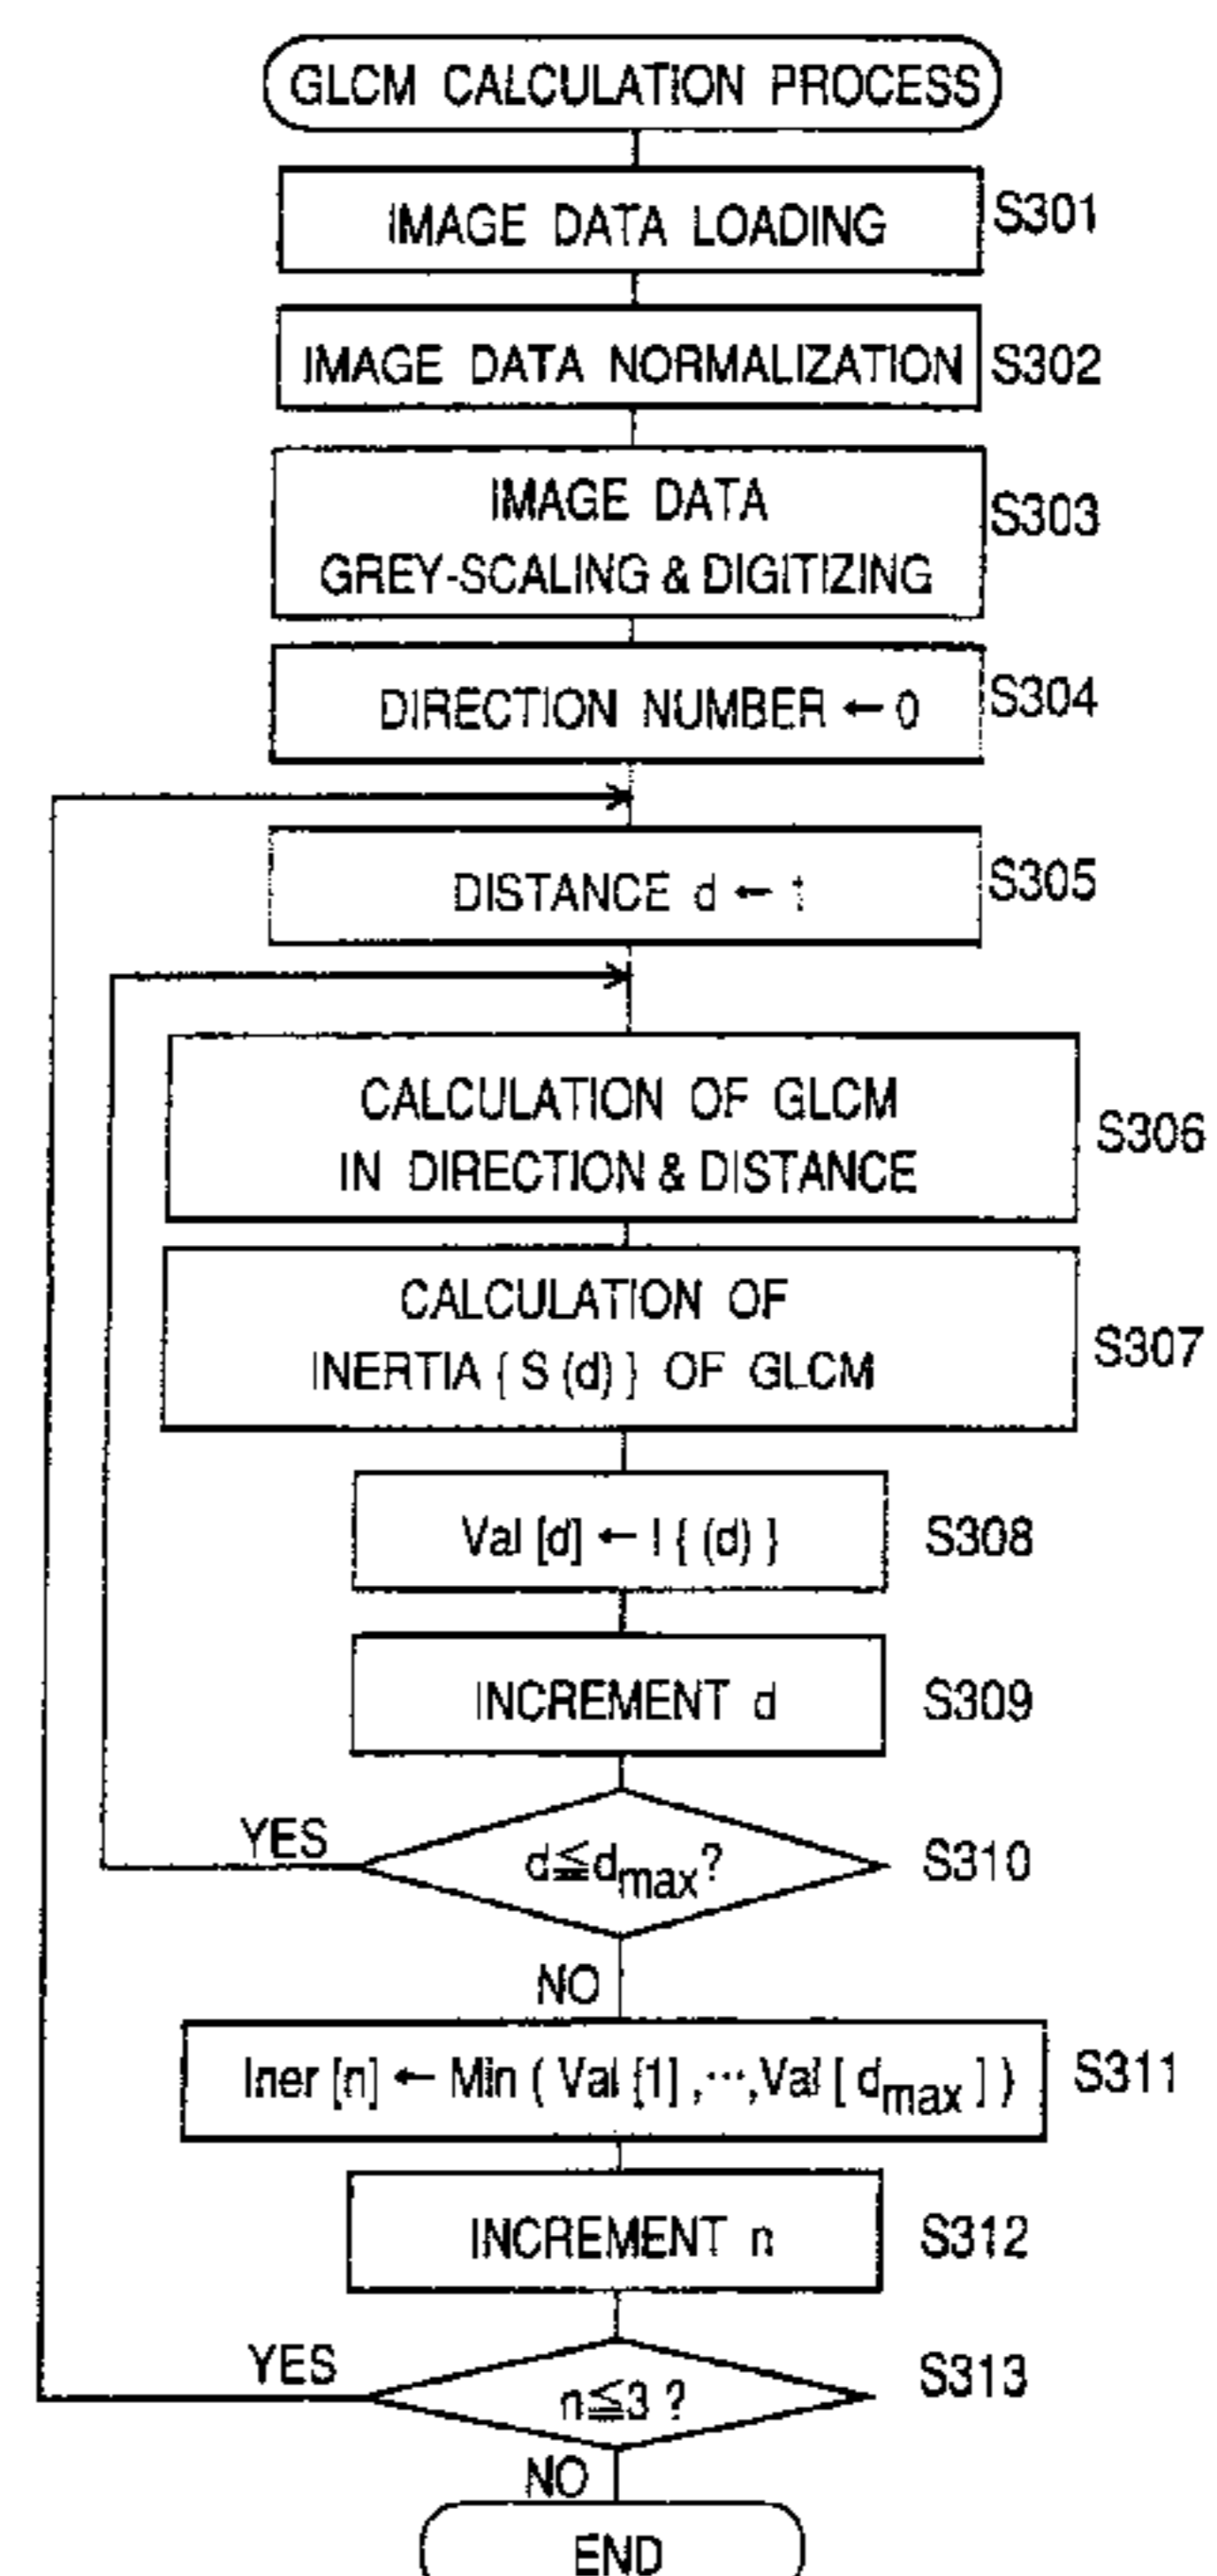 GLCM CALCULATION PROCESS
IMAGE DATA LOADING
S301
IMAGE DATA NORMALIZATION
S302
IMAGE DATA
GREY-SCALING & DIGITIZING
S303
DIRECTION NUMBER ← 0
S304
DISTANCE d ←
S305
CALCULATION OF GLCM
IN DIRECTION & DISTANCE
S306
CALCULATION OF
INERTIA { S (d) } OF GLCM
S307
Val [d] ← I { (d) }
S308
INCREMENT d
S309
YES
d≦dmax?
S310
NO
Iner [n] ← Min ( Val [1] ,⋯,Val [ dmax ] )
S311
INCREMENT n
S312
YES
n≦3 ?
S313
NO
END